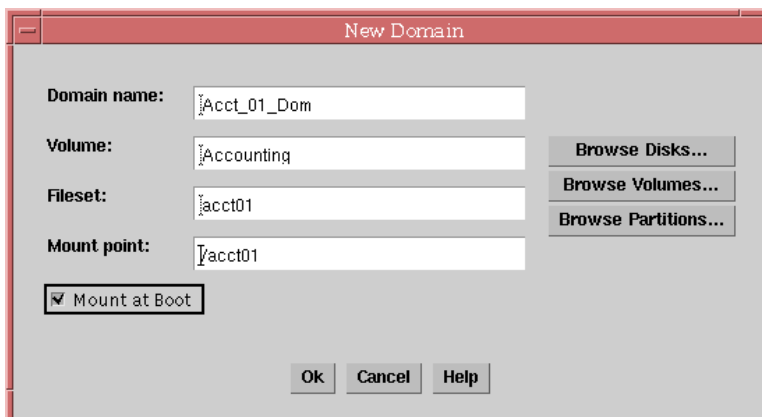 New Domain
Domain name: Acct_01_Dom
Volume: Accounting
Browse Disks...
Fileset: acct01
Browse Volumes...
Browse Partitions...
Mount point: /acct01
Mount at Boot
Ok Cancel Help